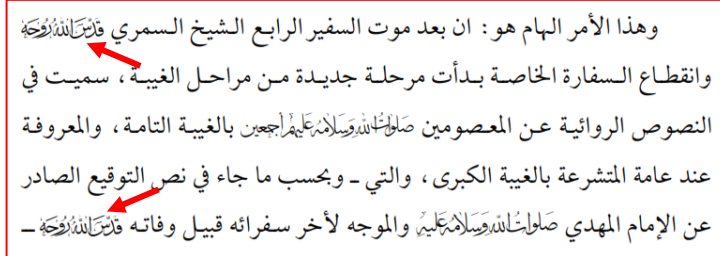 وهذا الأمر الهام هو : ان بعد موت السفير الرابع الشيخ السمري قدس الله روحه
وانقطاع السفارة الخاصة بدأت مرحلة جديدة من مراحل الغيبة ، سميت في
النصوص الروائية عن المعصومين صلوات الله وسلامه عليهم أجمعين بالغيبة التامة ، والمعروفة
عند عامة المتشرعة بالغيبة الكبرى ، والتي ـ وبحسب ما جاء في نص التوقيع الصادر
عن الإمام المهدي صلوات الله وسلامه عليه والموجه لأخر سفرائه قبيل وفاته قدس الله روحه ـ